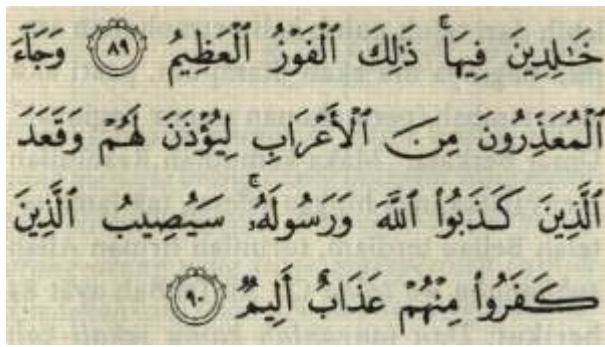 خَٰلِدِينَ فِيهَاۚ ذَٰلِكَ ٱلْفَوْزُ ٱلْعَظِيمُ ۝٨٩ وَجَآءَ
ٱلْمُعَذِّرُونَ مِنَ ٱلْأَعْرَابِ لِيُؤْذَنَ لَهُمْ وَقَعَدَ
ٱلَّذِينَ كَذَبُوا۟ ٱللَّهَ وَرَسُولَهُۥۚ سَيُصِيبُ ٱلَّذِينَ
كَفَرُوا۟ مِنْهُمْ عَذَابٌ أَلِيمٌ ۝٩٠